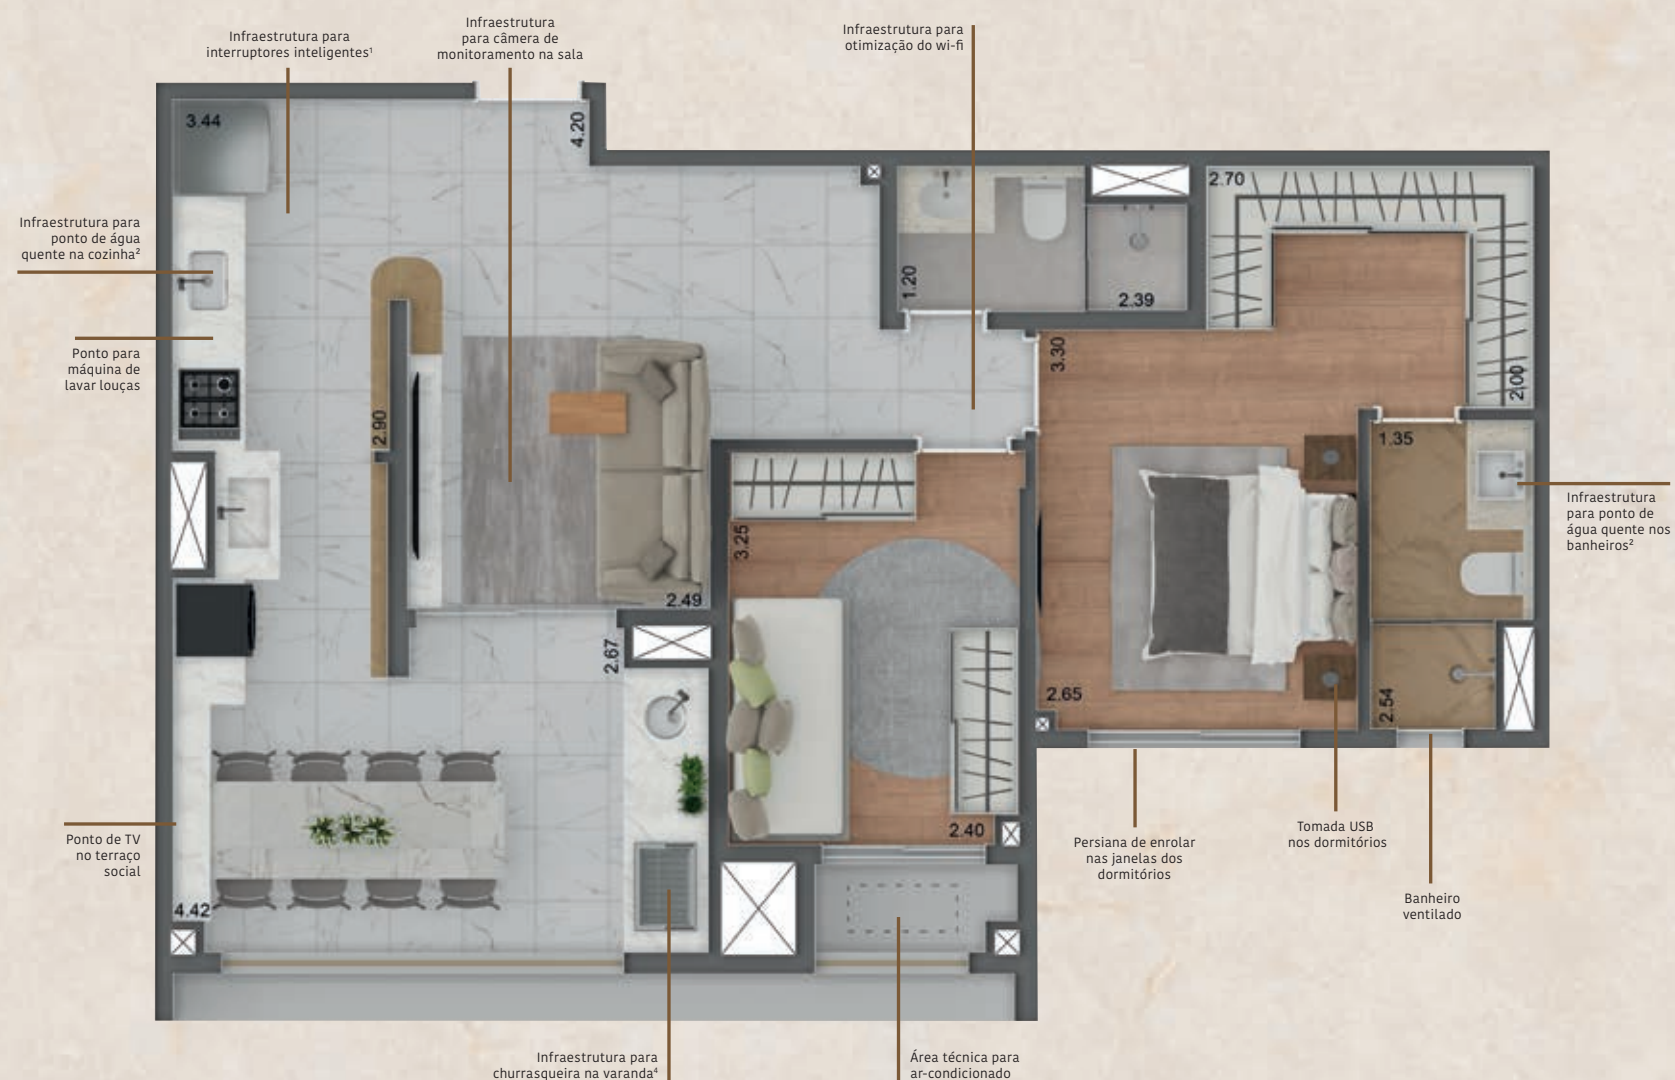 Infraestrutura para
interruptores inteligentes¹
Infraestrutura
para câmera de
monitoramento na sala
Infraestrutura para
otimização do wi-fi
3.44
4.20
2.70
Infraestrutura para
ponto de água
quente na cozinha²
1.20
2.39
3.30
2.00
Ponto para
máquina de
lavar louças
2.90
1.35
3.25
Infraestrutura
para ponto de
água quente nos
banheiros²
2.49
2.67
2.65
2.54
2.40
Ponto de TV
no terraço
social
4.42
Persiana de enrolar
nas janelas dos
dormitórios
Tomada USB
nos dormitórios
Banheiro
ventilado
Infraestrutura para
churrasqueira na varanda⁴
Área técnica para
ar-condicionado